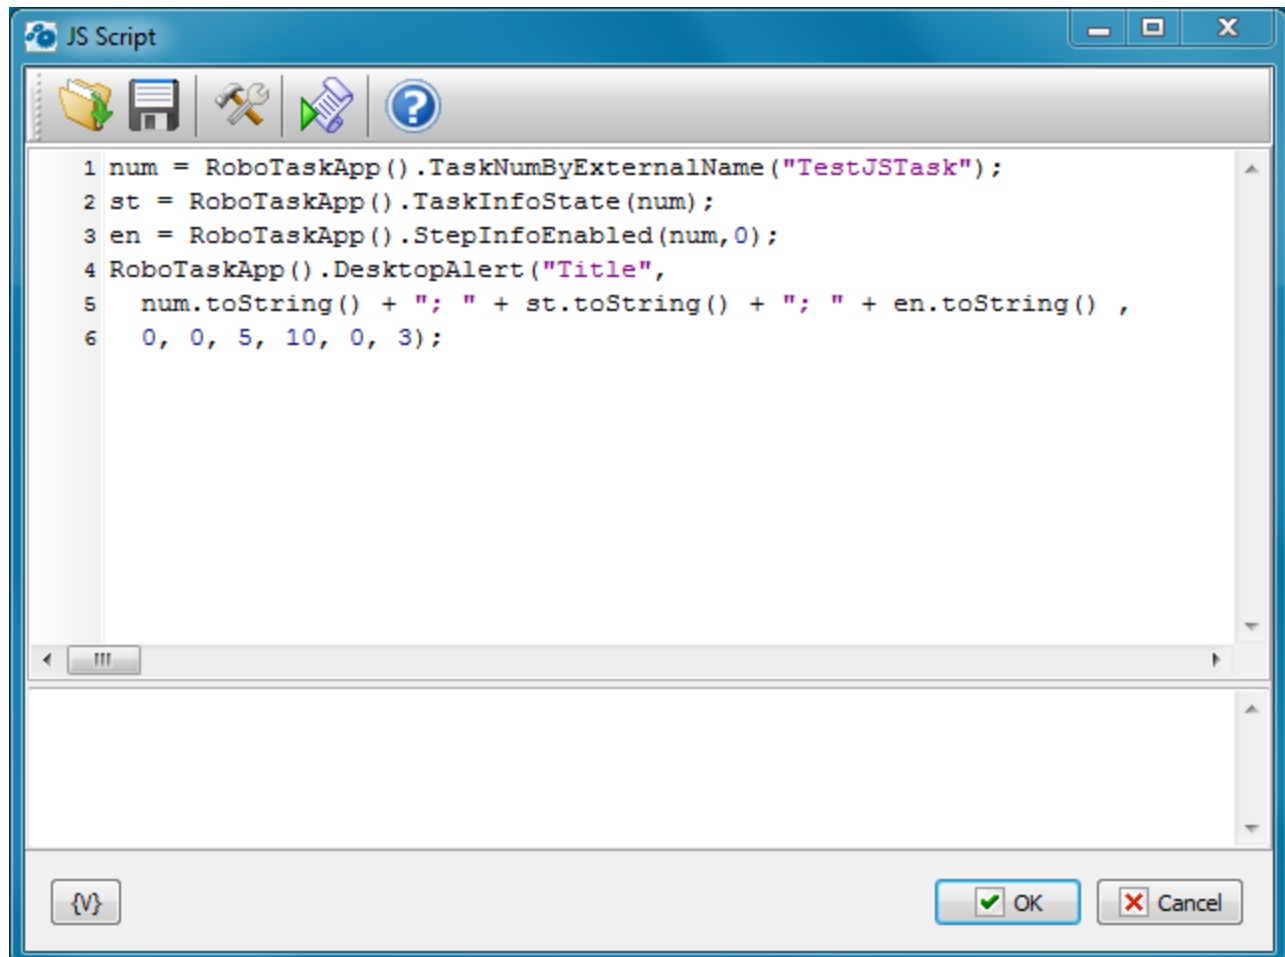 JS Script
1 num = RoboTaskApp().TaskNumByExternalName("TestJSTask");
2 st = RoboTaskApp().TaskInfoState(num);
3 en = RoboTaskApp().StepInfoEnabled(num,0);
4 RoboTaskApp().DesktopAlert("Title",
5   num.toString() + "; " + st.toString() + "; " + en.toString() ,
6   0, 0, 5, 10, 0, 3);
{V} OK Cancel